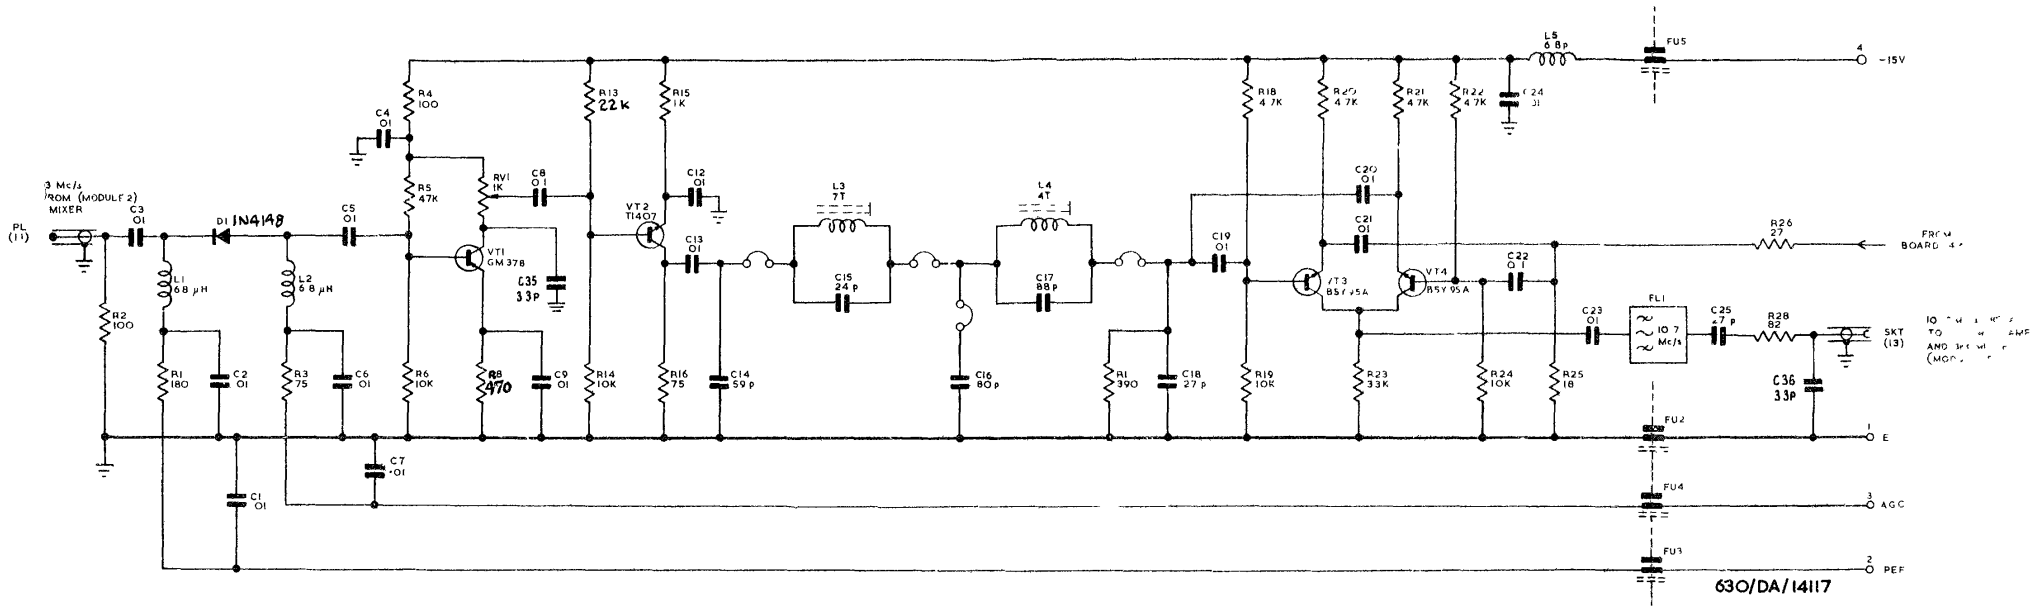 3 Mc/s
(MODULE 2)
MIXER
PL
(11)
C3
01
D1 1N4148
C5
01
L1
68 µH
L2
68 µH
R2
100
R1
180
C2
01
R3
75
C6
01
C1
01
C7
·01
R4
100
C4
01
R5
47K
RV1
1K
C8
01
VT1
GM378
C35
33p
R6
10K
R8
470
C9
01
R13
22K
R14
10K
R15
1K
VT2
T1407
C12
01
C13
01
R16
75
C14
59p
L3
7T
C15
24p
L4
4T
C17
88p
C16
80p
C19
01
R1
390
C18
27p
R18
4.7K
R19
10K
R20
4.7K
R21
4.7K
R22
4.7K
C20
01
C21
01
VT3
BSY95A
VT4
BSY95A
C22
01
R23
33K
R24
10K
R25
18
L5
68µ
C24
01
FU5
4
-15V
R26
27
FROM
BOARD
C23
01
FL1
10.7
Mc/s
C25
27p
R28
82
SKT
(13)
TO
C36
33p
FU2
1
E
FU4
3
AGC
FU3
2
630/DA/14117